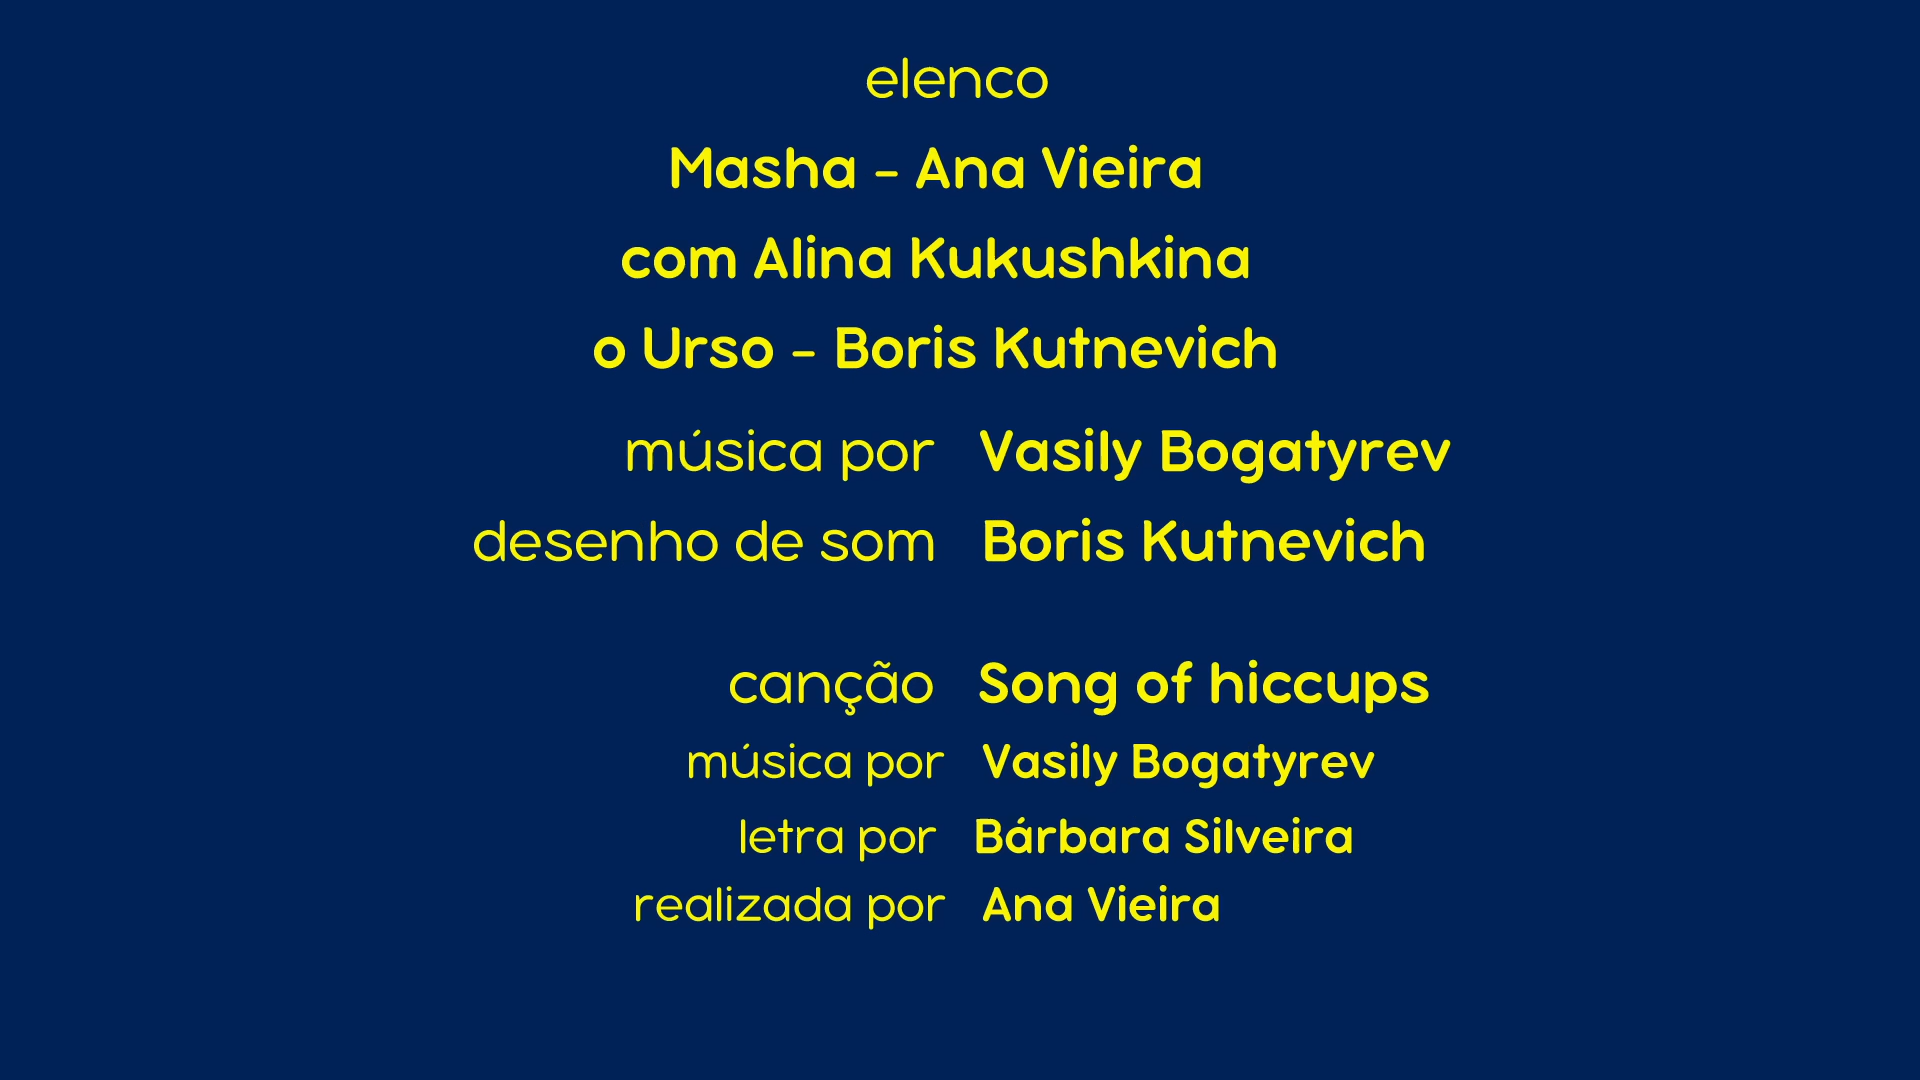 elenco
Masha - Ana Vieira
com Alina Kukushkina
o Urso - Boris Kutnevich
música por Vasily Bogatyrev
desenho de som Boris Kutnevich
canção Song of hiccups
música por Vasily Bogatyrev
letra por Bárbara Silveira
realizada por Ana Vieira